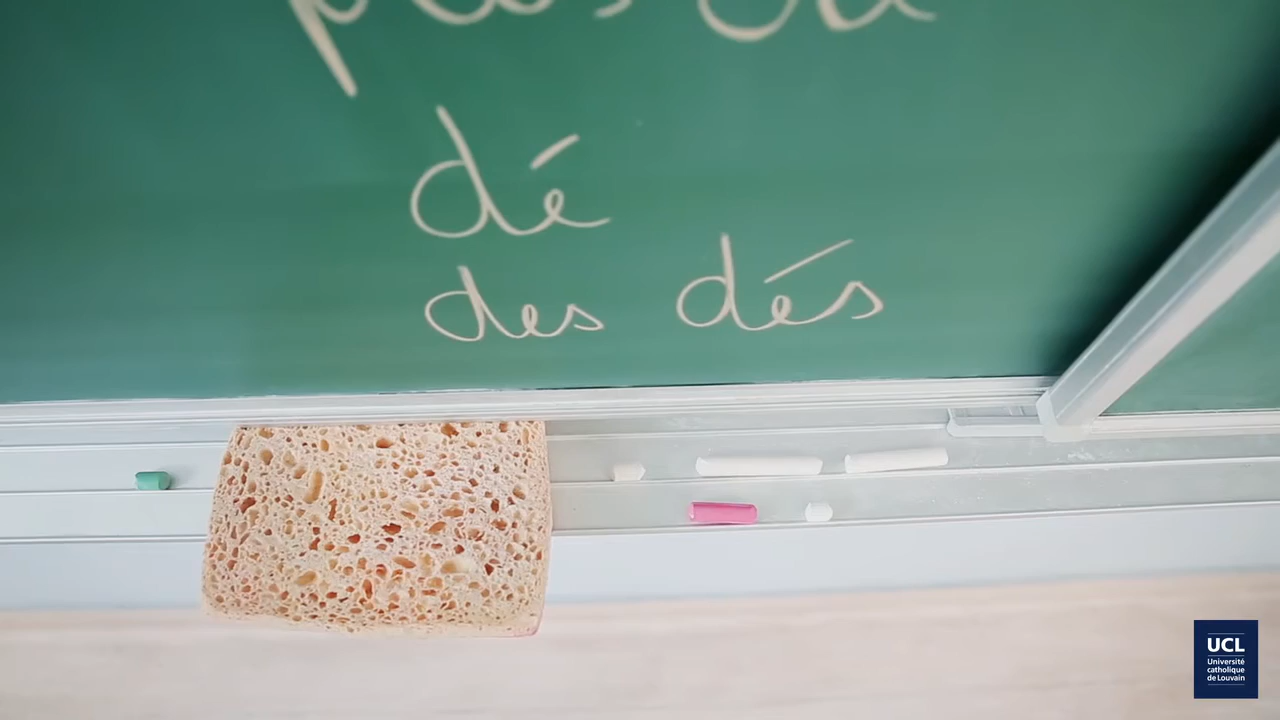 dé
des dés
UCL
Université
catholique
de Louvain